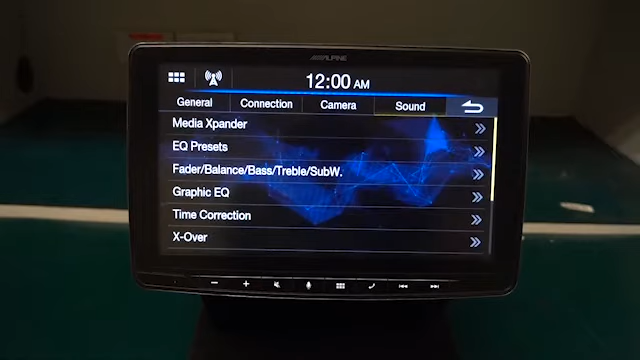 ALPINE
12:00 AM
General Connection Camera Sound
Media Xpander
EQ Presets
Fader/Balance/Bass/Treble/SubW.
Graphic EQ
Time Correction
X-Over